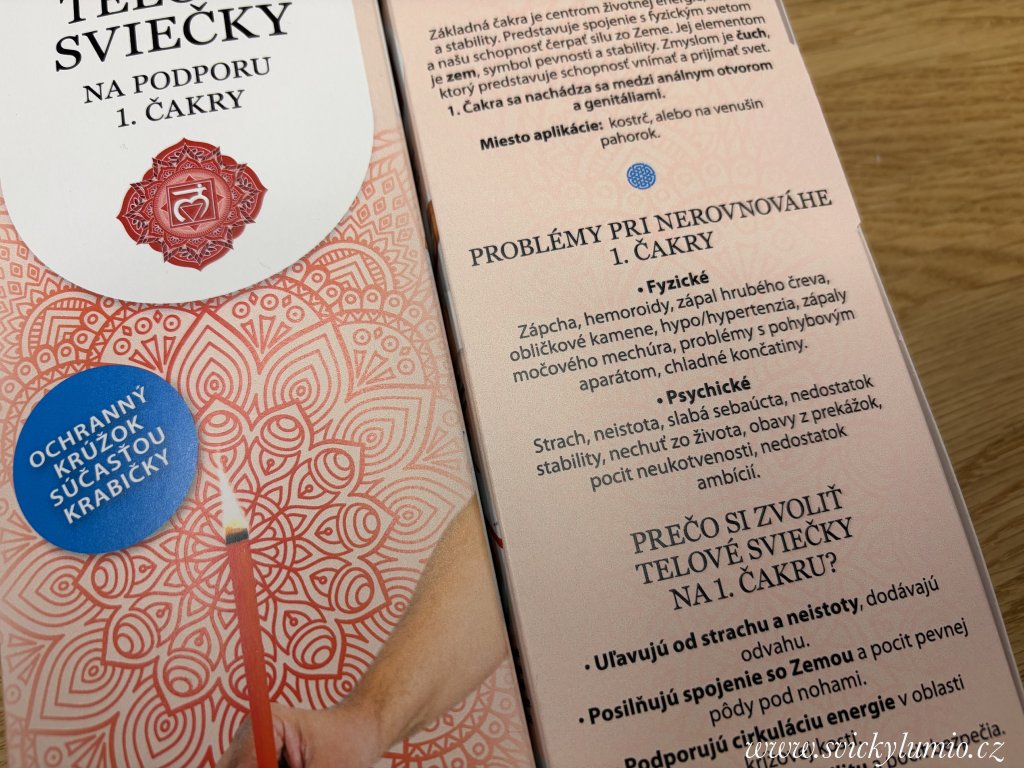 TELOVÉ
SVIEČKY
NA PODPORU
1. ČAKRY
OCHRANNÝ
KRÚŽOK
SÚČASŤOU
KRABIČKY
Základná čakra je centrom životnej energie,
a stability. Predstavuje spojenie s fyzickým svetom
a našu schopnosť čerpať silu zo Zeme. Jej elementom
je zem, symbol pevnosti a stability. Zmyslom je čuch,
ktorý predstavuje schopnosť vnímať a prijímať svet.
1. Čakra sa nachádza sa medzi análnym otvorom
a genitáliami.
Miesto aplikácie: kostrč, alebo na venušin
pahorok.
PROBLÉMY PRI NEROVNOVÁHE
1. ČAKRY
• Fyzické
Zápcha, hemoroidy, zápal hrubého čreva,
obličkové kamene, hypo/hypertenzia, zápaly
močového mechúra, problémy s pohybovým
aparátom, chladné končatiny.
• Psychické
Strach, neistota, slabá sebaúcta, nedostatok
stability, nechuť zo života, obavy z prekážok,
pocit neukotvenosti, nedostatok
ambícií.
PREČO SI ZVOLIŤ
TELOVÉ SVIEČKY
NA 1. ČAKRU?
• Uľavujú od strachu a neistoty, dodávajú
odvahu.
• Posilňujú spojenie so Zemou a pocit pevnej
pôdy pod nohami.
• Podporujú cirkuláciu energie v oblasti
krížovej kosti.
www.svickylumio.cz